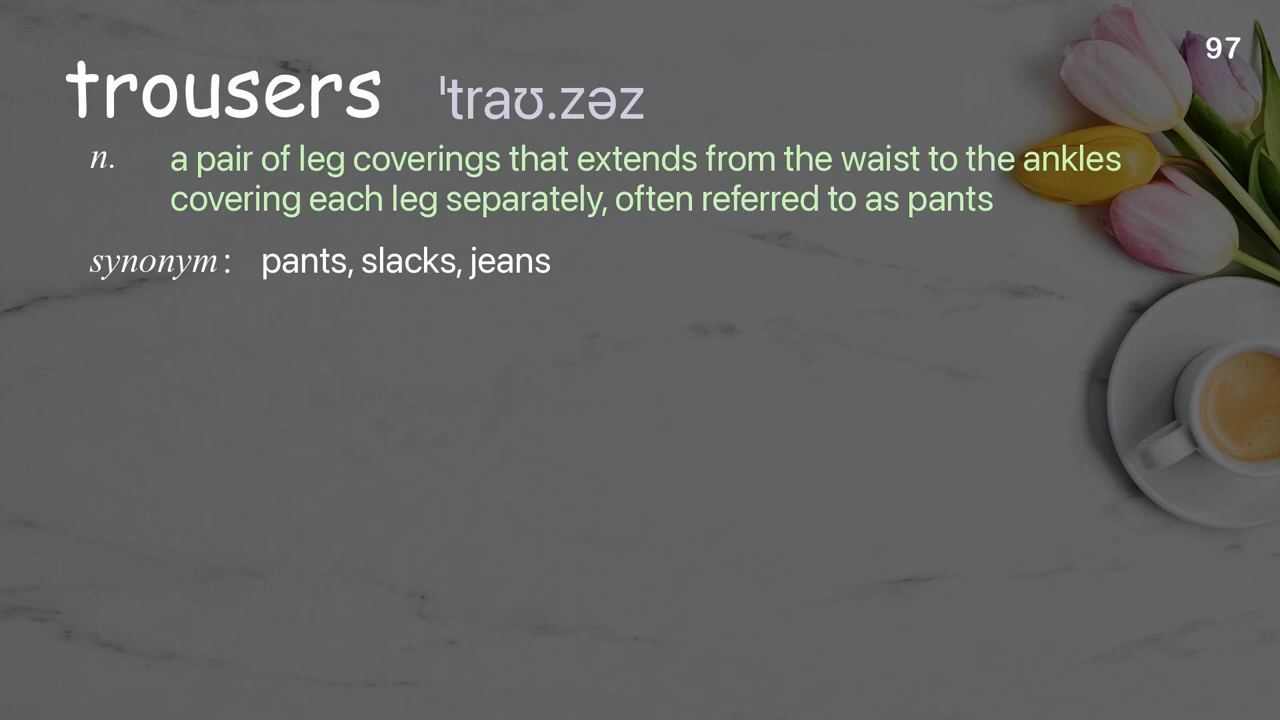 97
trousers ˈtraʊ.zəz
n. a pair of leg coverings that extends from the waist to the ankles
covering each leg separately, often referred to as pants
synonym: pants, slacks, jeans